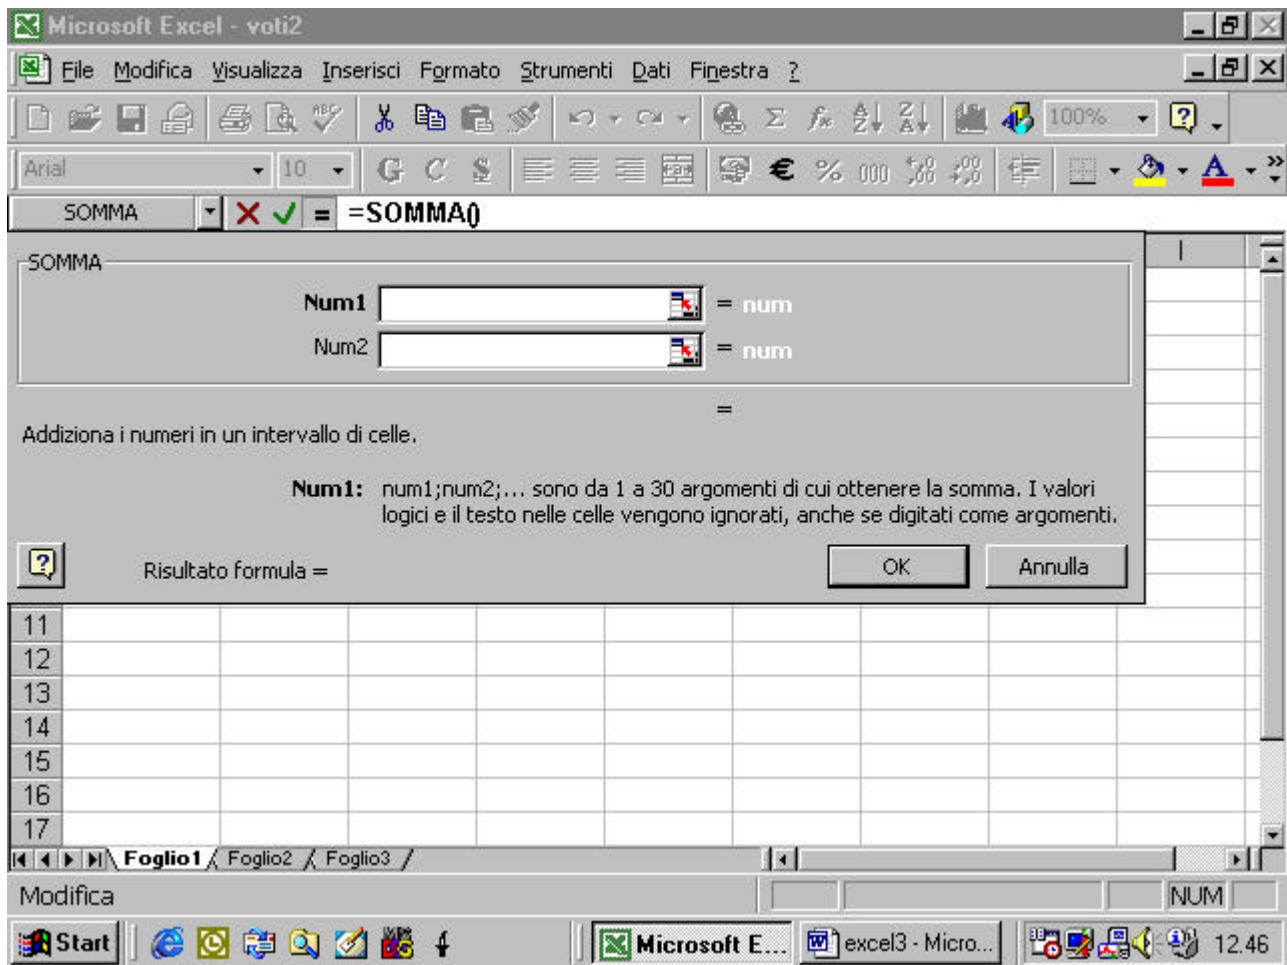 Microsoft Excel - voti2
File Modifica Visualizza Inserisci Formato Strumenti Dati Finestra ?
ABC Σ fx A Z Z A 100% ?
Arial 10 G C S € % 000 A
SOMMA = =SOMMA()
I
SOMMA
Num1 = num
Num2 = num
=
Addiziona i numeri in un intervallo di celle.
Num1: num1;num2;... sono da 1 a 30 argomenti di cui ottenere la somma. I valori
logici e il testo nelle celle vengono ignorati, anche se digitati come argomenti.
? Risultato formula = OK Annulla
11
12
13
14
15
16
17
Foglio1 Foglio2 Foglio3
Modifica NUM
Start Microsoft E... excel3 - Micro... 12.46